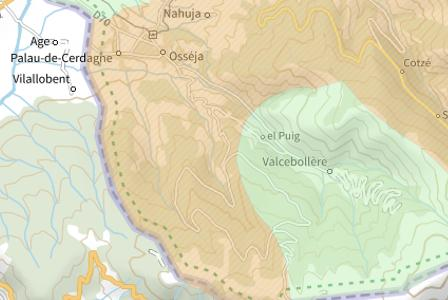 Nahuja
Age
Osséja
Palau-de-Cerdagne
Vilallobent
Cotzé
el Puig
Valcebollère